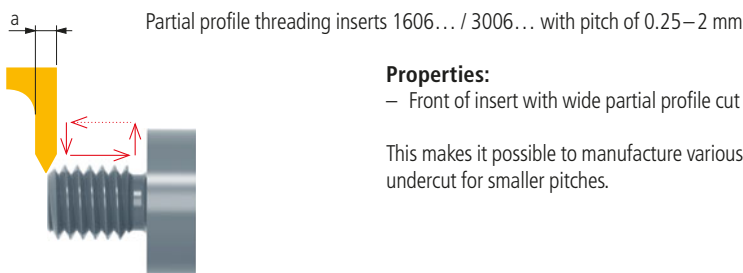 a
Partial profile threading inserts 1606… / 3006… with pitch of 0.25–2 mm
Properties:
– Front of insert with wide partial profile cut
This makes it possible to manufacture various
undercut for smaller pitches.